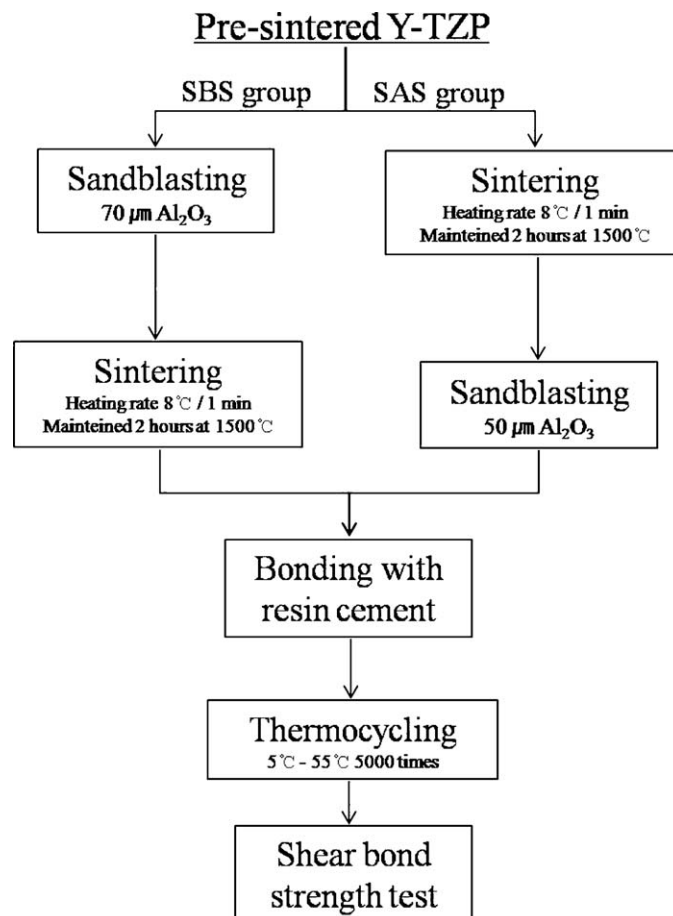 Pre-sintered Y-TZP
SBS group
SAS group
Sandblasting
70 ㎛ Al₂O₃
Sintering
Heating rate 8℃ / 1 min
Mainteined 2 hours at 1500℃
Sintering
Heating rate 8℃ / 1 min
Mainteined 2 hours at 1500℃
Sandblasting
50 ㎛ Al₂O₃
Bonding with
resin cement
Thermocycling
5℃ - 55℃ 5000 times
Shear bond
strength test